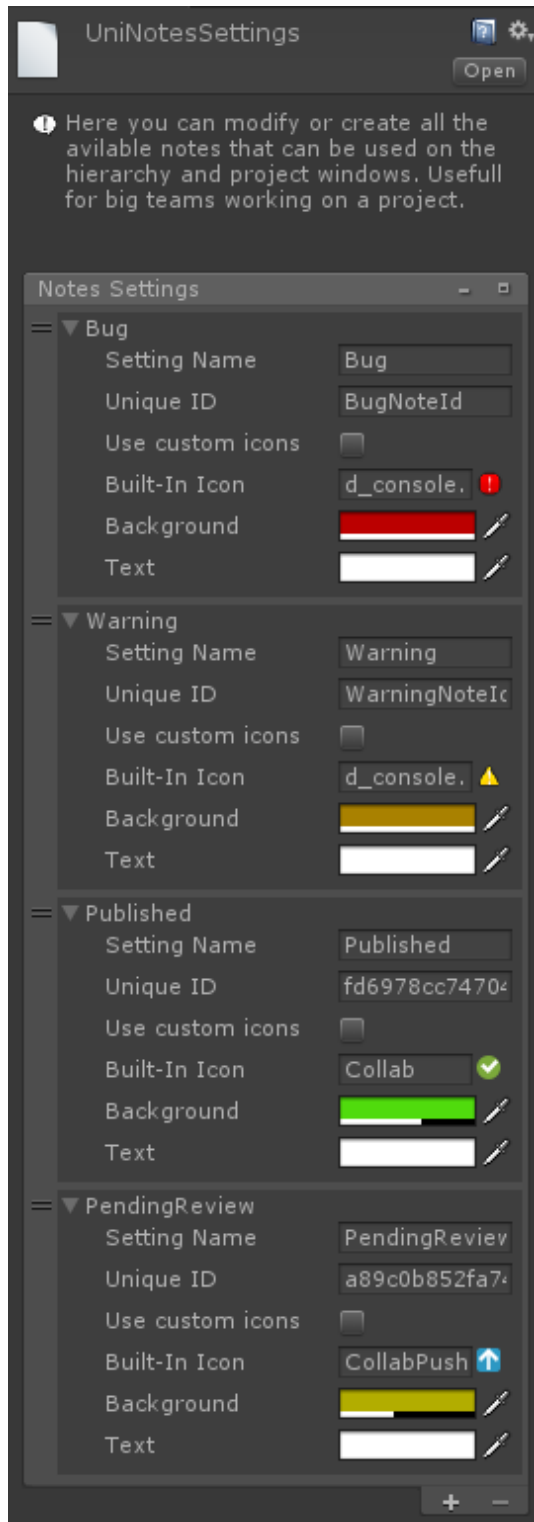 UniNotesSettings
Open
Here you can modify or create all the
avilable notes that can be used on the
hierarchy and project windows. Usefull
for big teams working on a project.
Notes Settings
Bug
Setting Name Bug
Unique ID BugNoteId
Use custom icons
Built-In Icon d_console.
Background
Text
Warning
Setting Name Warning
Unique ID WarningNoteId
Use custom icons
Built-In Icon d_console.
Background
Text
Published
Setting Name Published
Unique ID fd6978cc74704
Use custom icons
Built-In Icon Collab
Background
Text
PendingReview
Setting Name PendingReview
Unique ID a89c0b852fa74
Use custom icons
Built-In Icon CollabPush
Background
Text